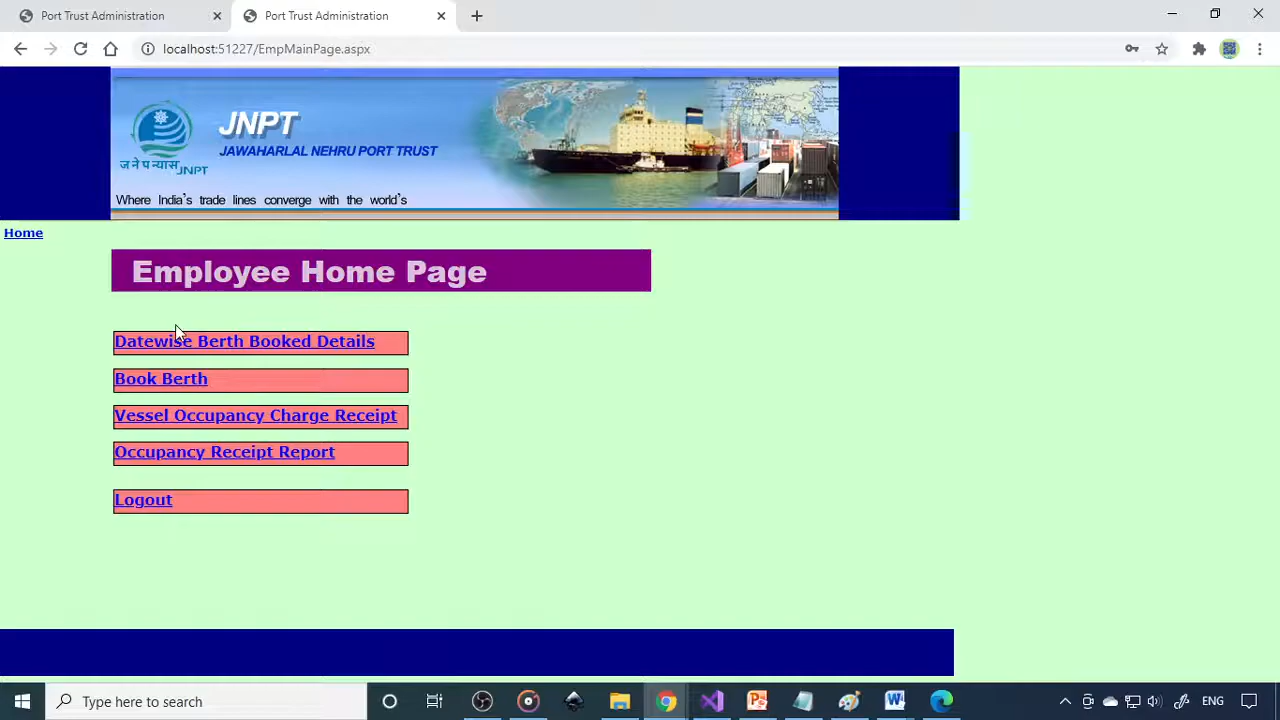 Port Trust Administration
Port Trust Administration
localhost:51227/EmpMainPage.aspx
JNPT
JAWAHARLAL NEHRU PORT TRUST
जनेपन्यास JNPT
Where India's trade lines converge with the world's
Home
Employee Home Page
Datewise Berth Booked Details
Book Berth
Vessel Occupancy Charge Receipt
Occupancy Receipt Report
Logout
Type here to search
ENG